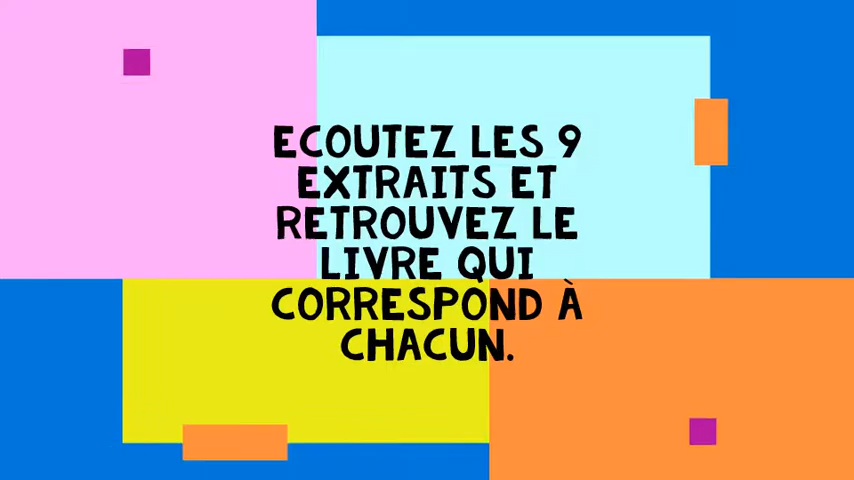 ECOUTEZ LES 9
EXTRAITS ET
RETROUVEZ LE
LIVRE QUI
CORRESPOND À
CHACUN.